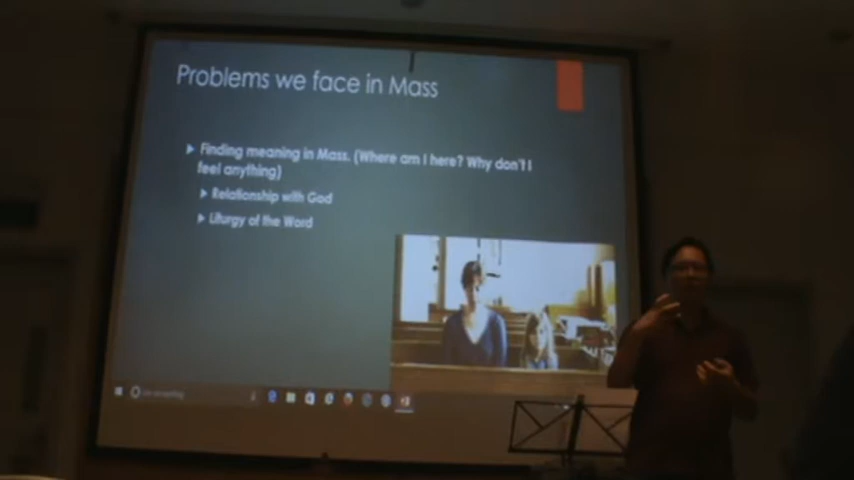 Problems we face in Mass
Finding meaning in Mass. (Where am I here? Why don't I
feel anything)
Relationship with God
Liturgy of the Word